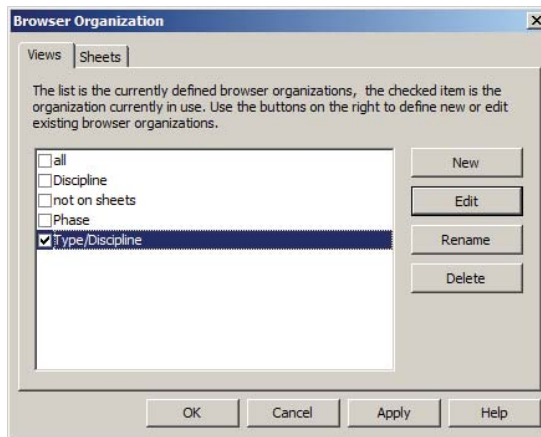 Browser Organization
Views
Sheets
The list is the currently defined browser organizations, the checked item is the
organization currently in use. Use the buttons on the right to define new or edit
existing browser organizations.
all
Discipline
not on sheets
Phase
Type/Discipline
New
Edit
Rename
Delete
OK
Cancel
Apply
Help